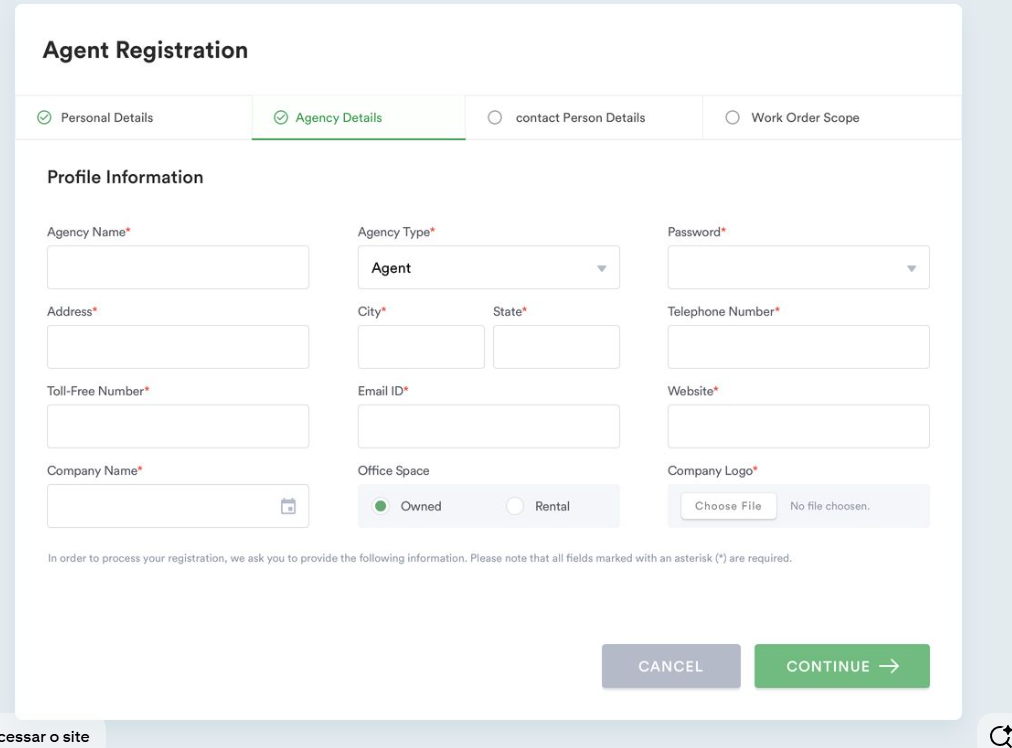 Agent Registration
Personal Details
Agency Details
contact Person Details
Work Order Scope
Profile Information
Agency Name*
Agency Type*
Password*
Agent
Address*
City*
State*
Telephone Number*
Toll-Free Number*
Email ID*
Website*
Company Name*
Office Space
Company Logo*
Owned
Rental
Choose File
No file choosen.
In order to process your registration, we ask you to provide the following information. Please note that all fields marked with an asterisk (*) are required.
CANCEL
CONTINUE
cessar o site